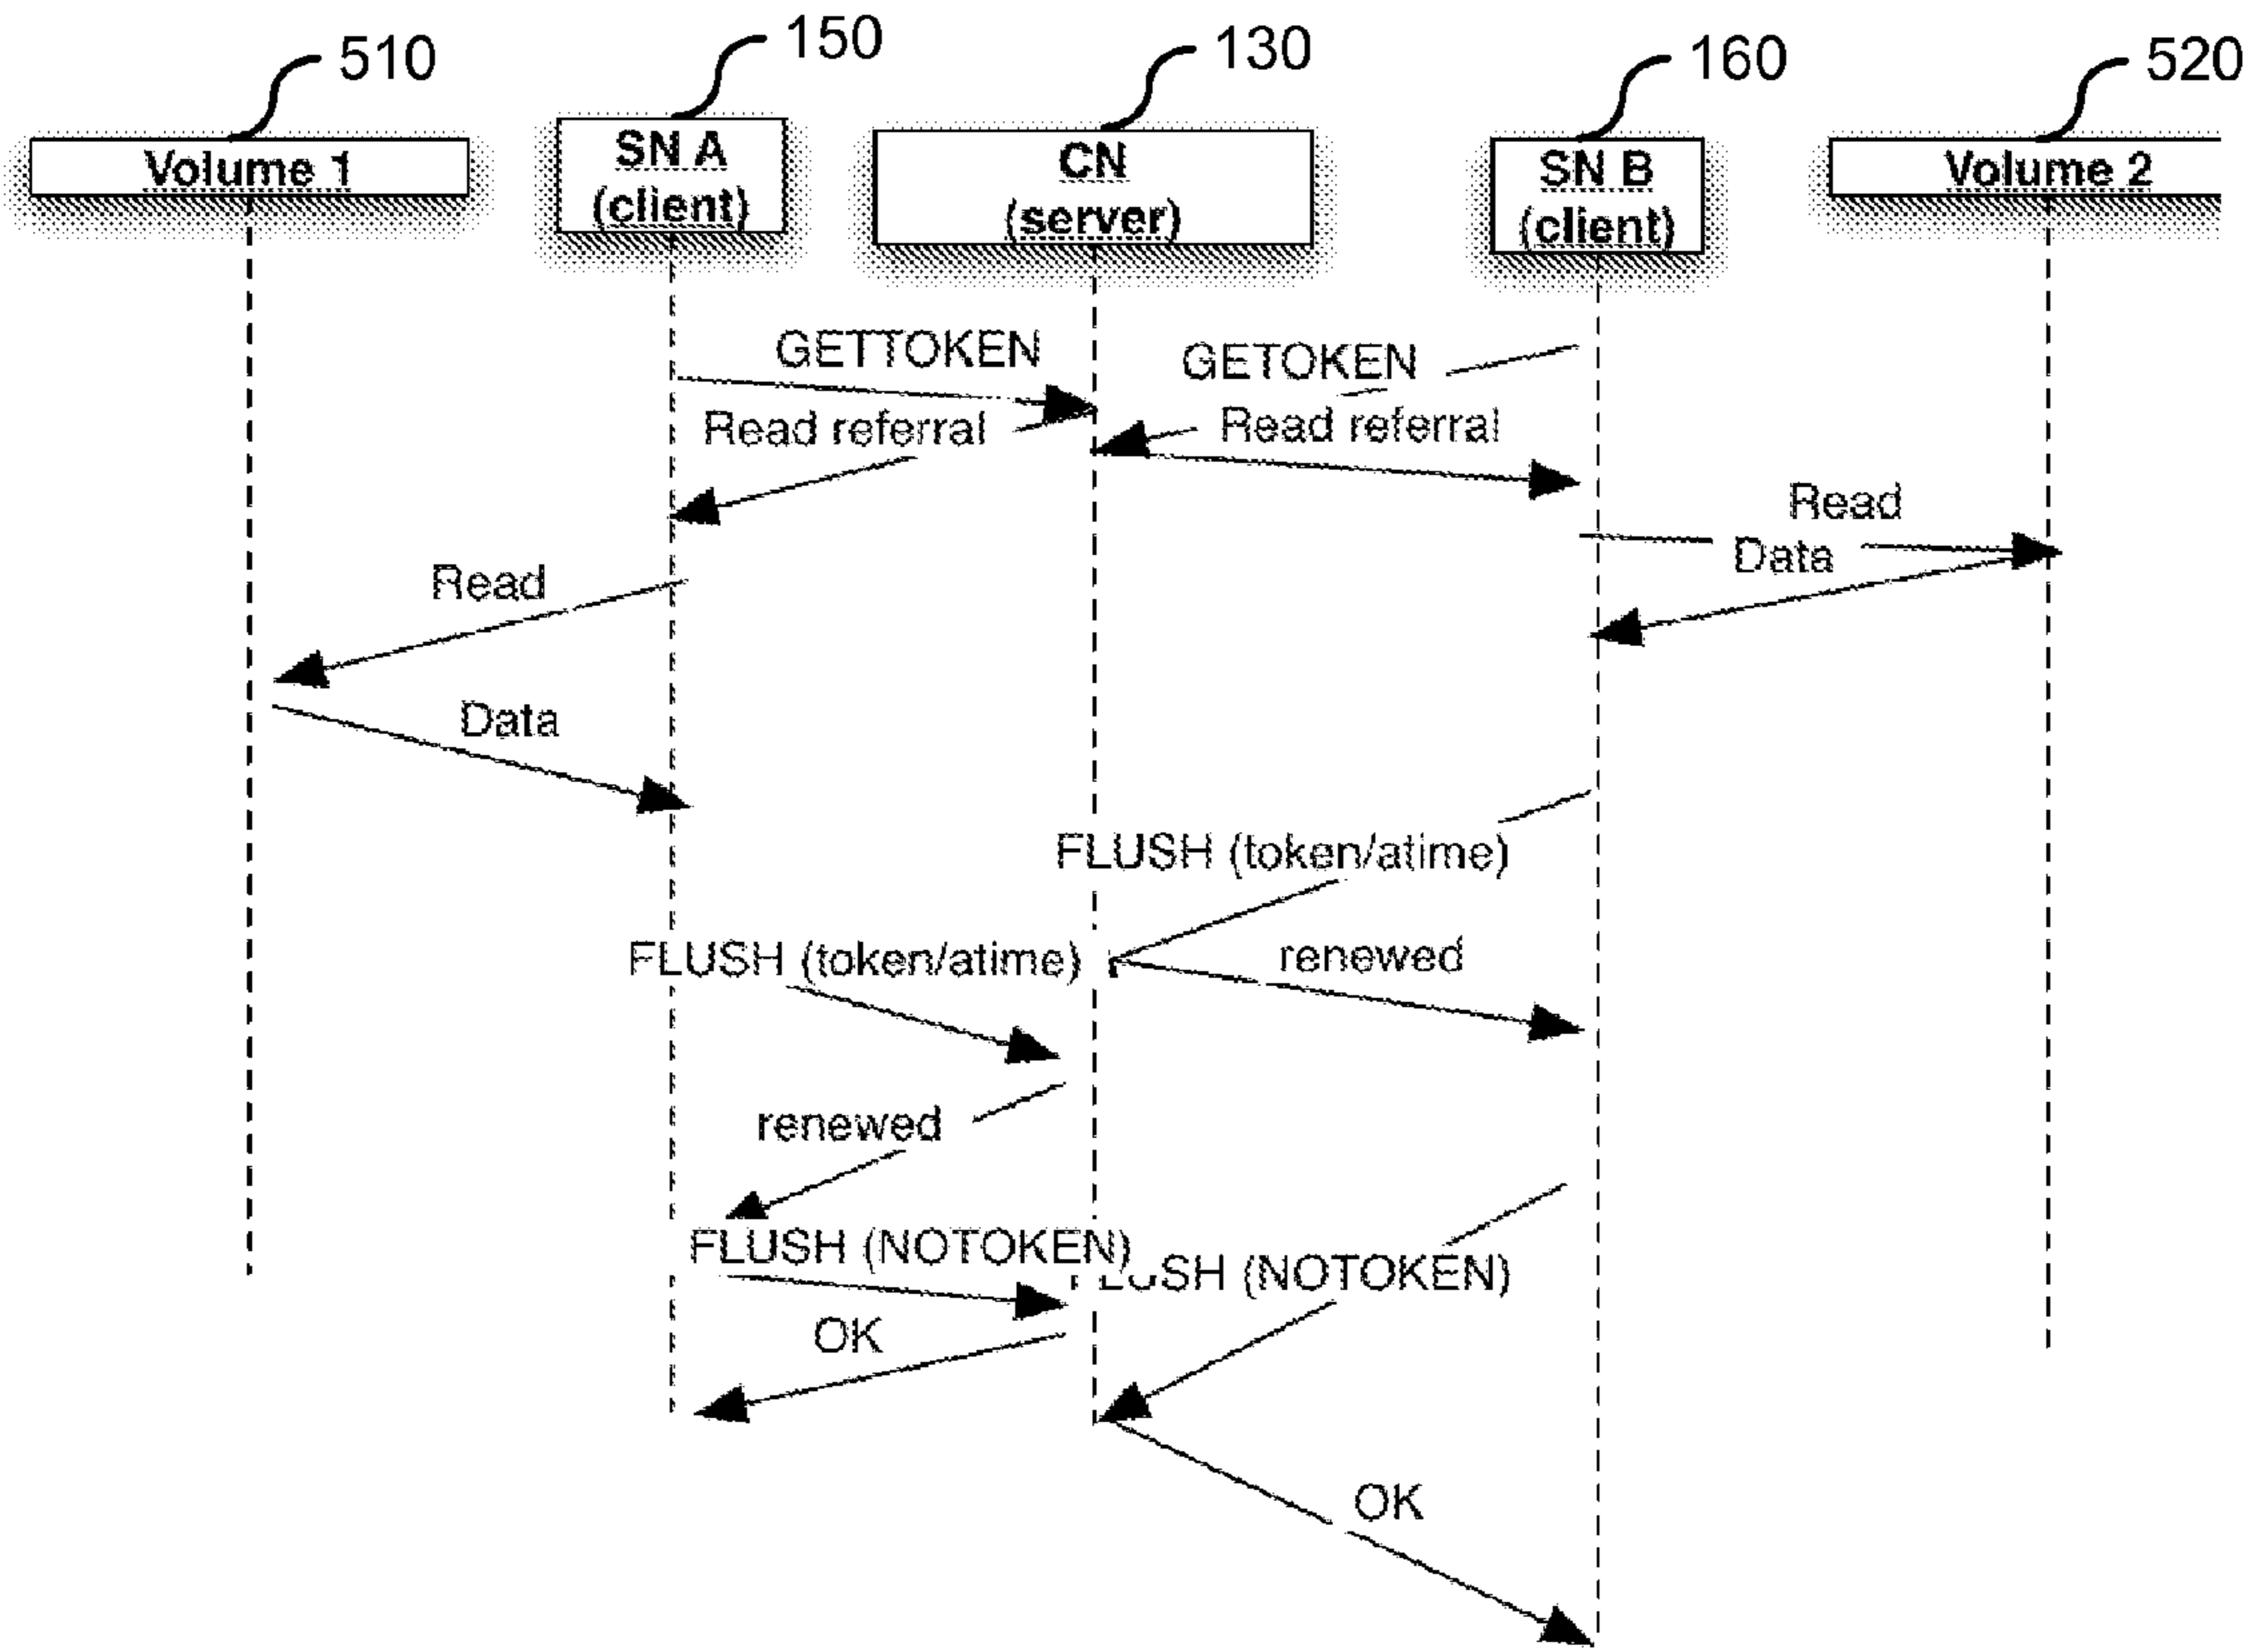 510
150
130
160
520
Volume 1
SN A
(client)
CN
(server)
SN B
(client)
Volume 2
GETTOKEN
GETOKEN
Read referral
Read referral
Read
Data
Read
Data
FLUSH (token/atime)
FLUSH (token/atime)
renewed
renewed
FLUSH (NOTOKEN)
FLUSH (NOTOKEN)
OK
OK